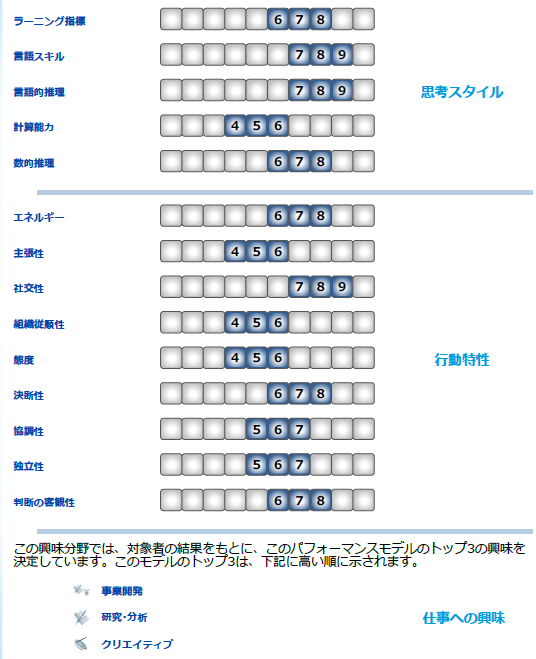 ラーニング指標 6 7 8
言語スキル 7 8 9
言語的推理 7 8 9
思考スタイル
計算能力 4 5 6
数的推理 6 7 8
エネルギー 6 7 8
主張性 4 5 6
社交性 7 8 9
組織従順性 4 5 6
態度 4 5 6
行動特性
決断性 6 7 8
協調性 5 6 7
独立性 5 6 7
判断の客観性 6 7 8
この興味分野では、対象者の結果をもとに、このパフォーマンスモデルのトップ3の興味を
決定しています。このモデルのトップ3は、下記に高い順に示されます。
事業開発
研究・分析
仕事への興味
クリエイティブ